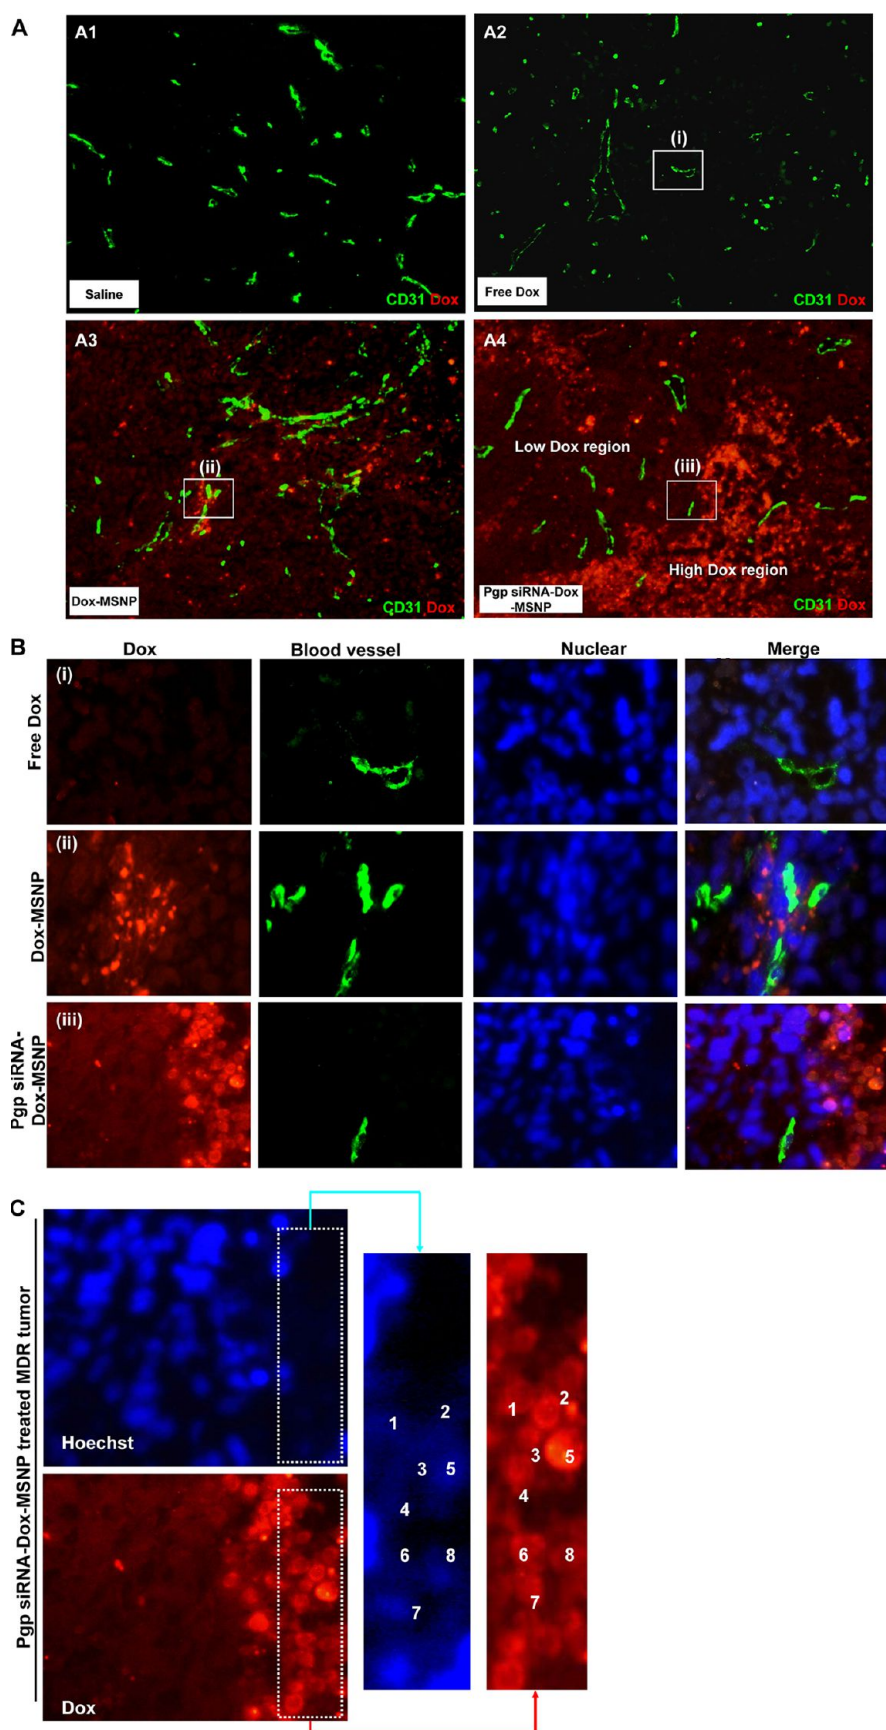 A
A1
Saline
CD31 Dox
A2
(i)
Free Dox
CD31 Dox
A3
(ii)
Dox-MSNP
CD31 Dox
A4
Low Dox region
(iii)
High Dox region
Pgp siRNA-Dox
-MSNP
CD31 Dox
B
Dox
Blood vessel
Nuclear
Merge
Free Dox
(i)
Dox-MSNP
(ii)
Pgp siRNA-
Dox-MSNP
(iii)
C
Pgp siRNA-Dox-MSNP treated MDR tumor
Hoechst
Dox
1
2
3
5
4
6
8
7
1
2
3
5
4
6
8
7